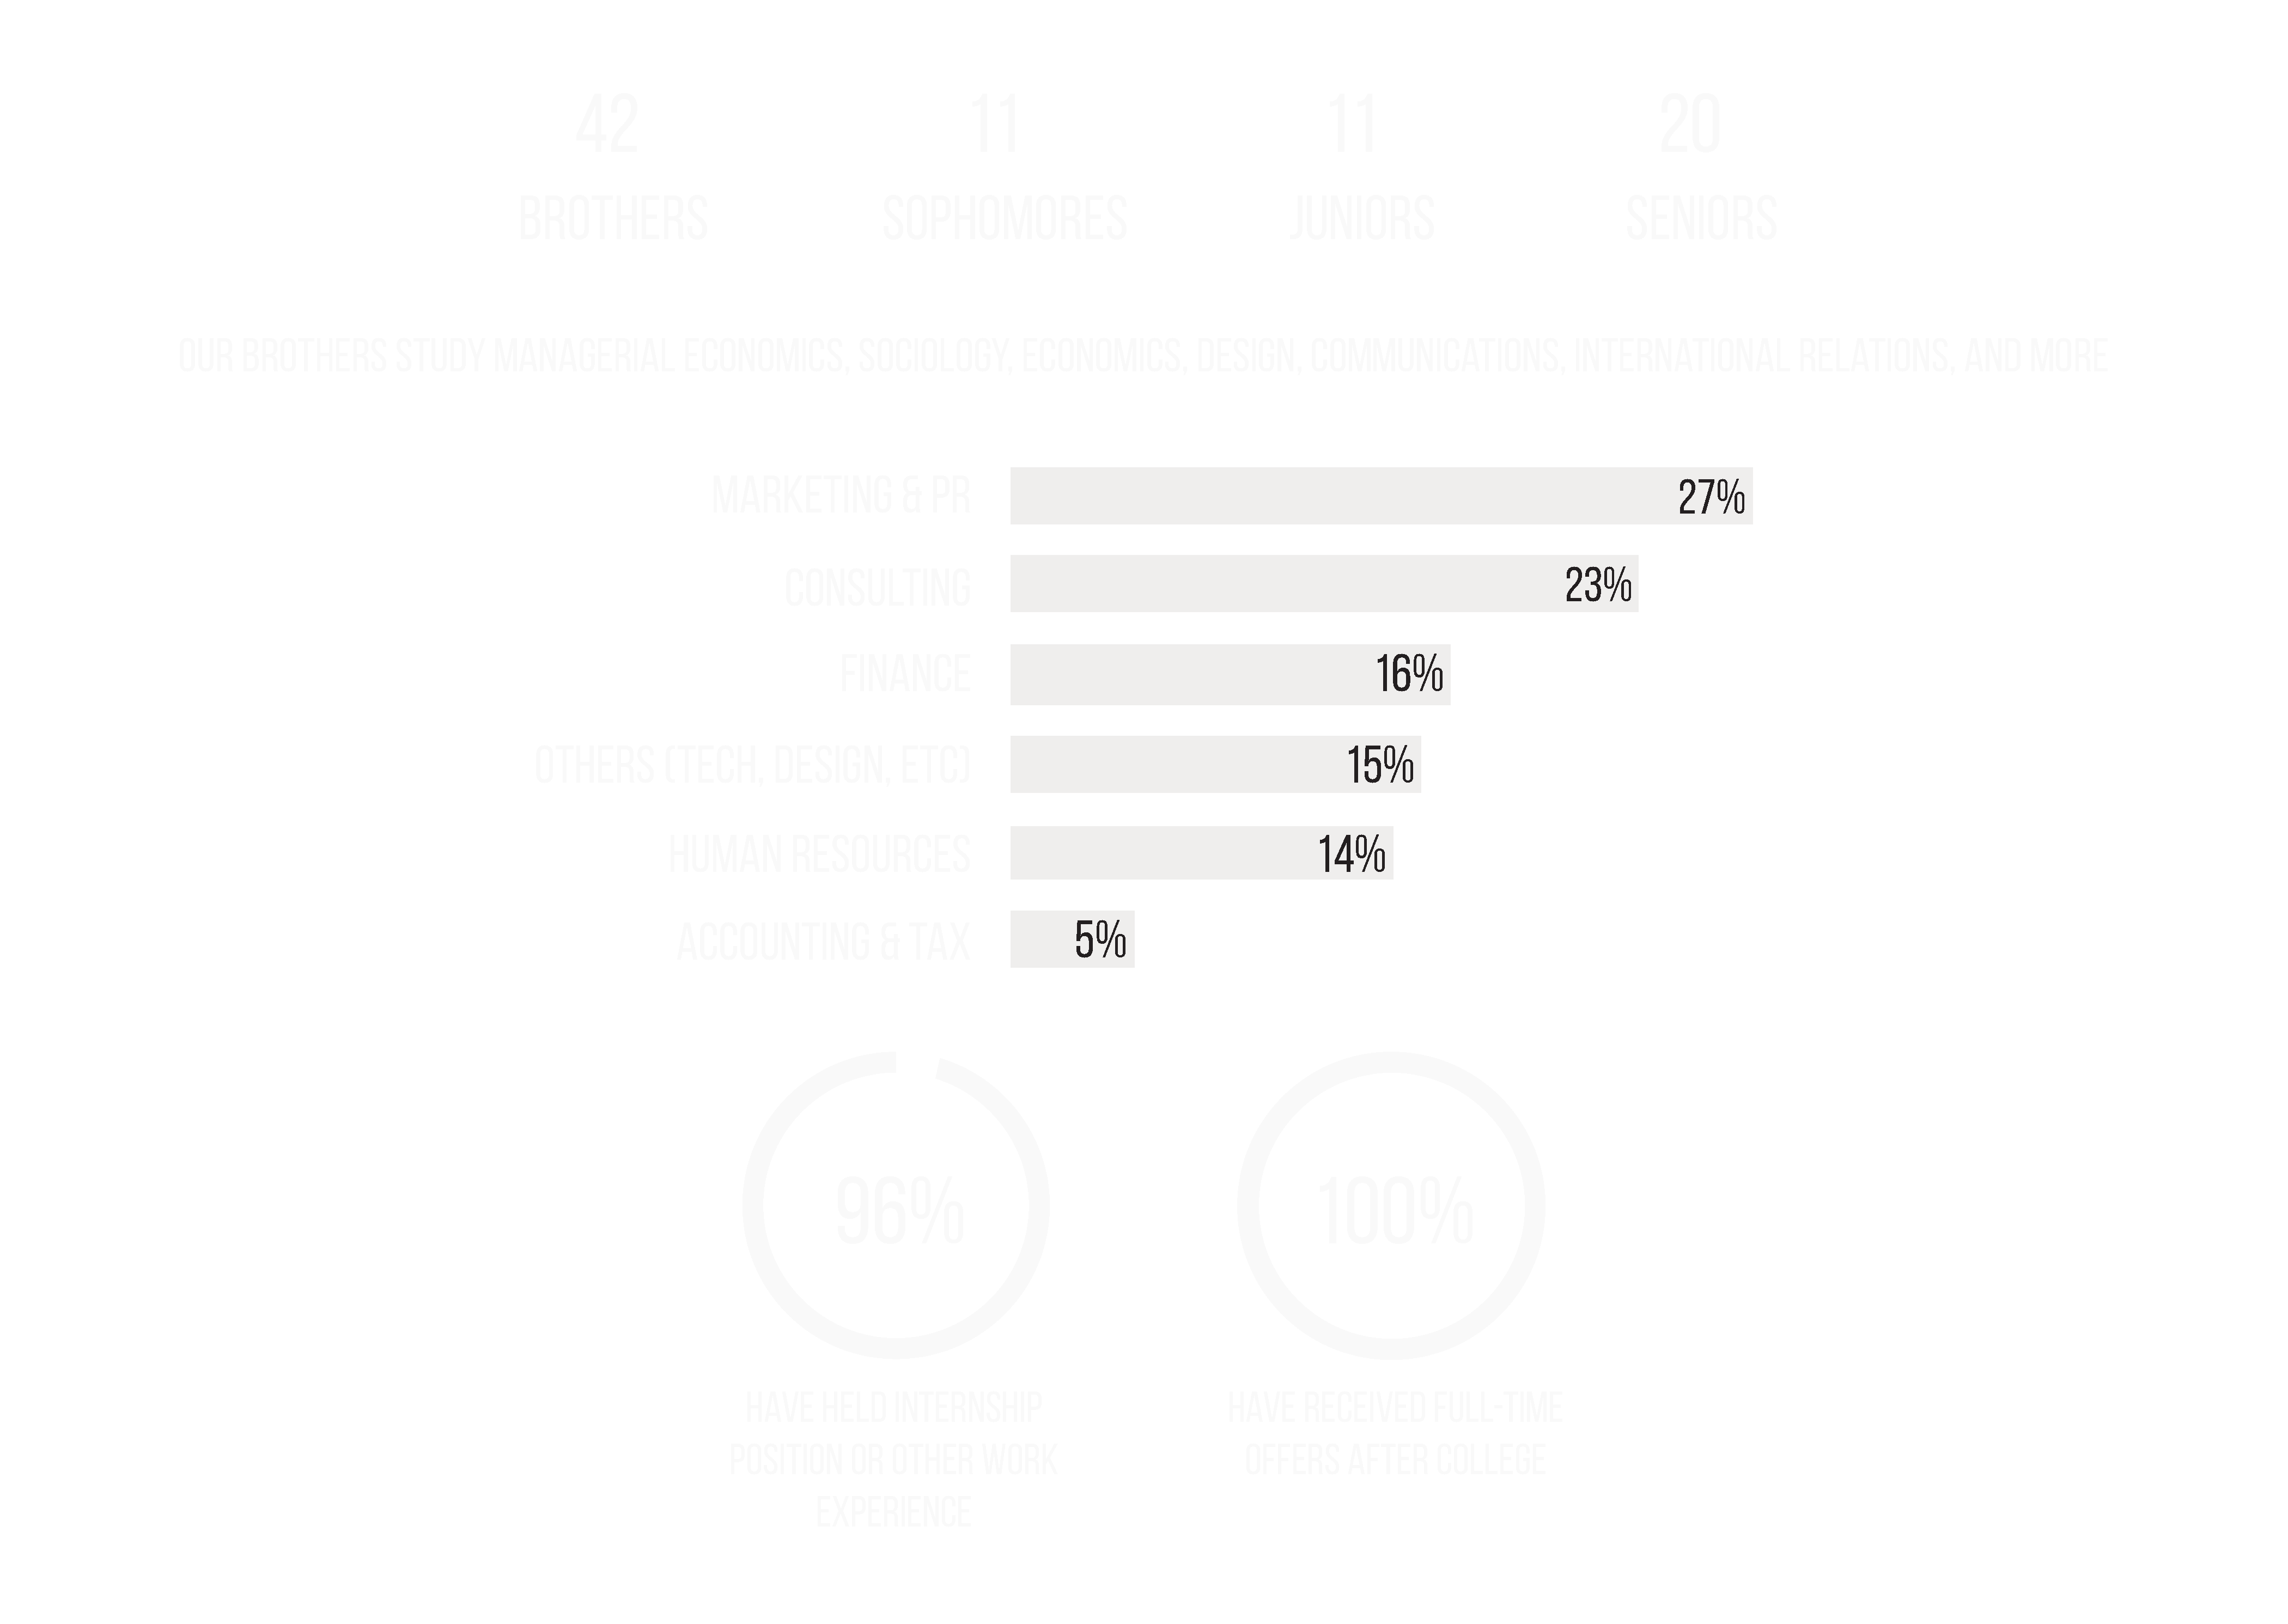 42 11 11 20
BROTHERS SOPHOMORES JUNIORS SENIORS
OUR BROTHERS STUDY MANAGERIAL ECONOMICS, SOCIOLOGY, ECONOMICS, DESIGN, COMMUNICATIONS, INTERNATIONAL RELATIONS, AND MORE
MARKETING & PR 27%
CONSULTING 23%
FINANCE 16%
OTHERS (TECH, DESIGN, ETC) 15%
HUMAN RESOURCES 14%
ACCOUNTING & TAX 5%
96%
HAVE HELD INTERNSHIP
POSITION OR OTHER WORK
EXPERIENCE
100%
HAVE RECEIVED FULL-TIME
OFFERS AFTER COLLEGE